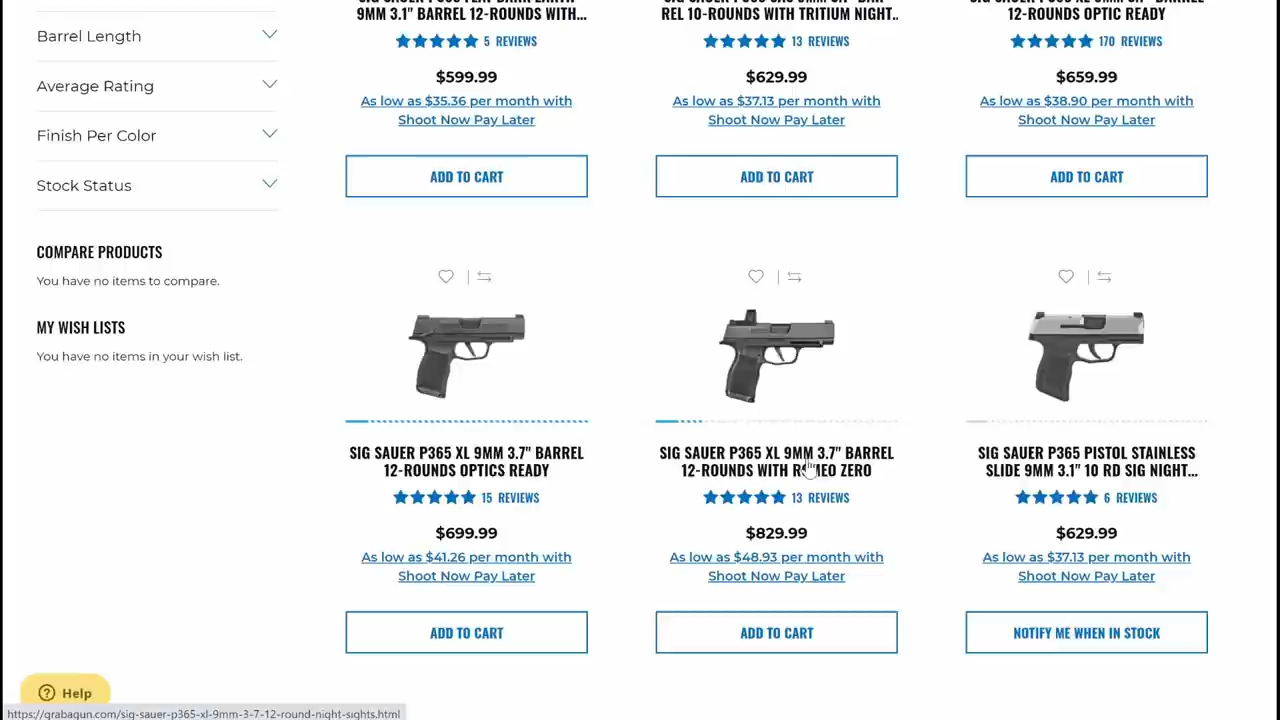 Barrel Length
Average Rating
Finish Per Color
Stock Status
COMPARE PRODUCTS
You have no items to compare.
MY WISH LISTS
You have no items in your wish list.
9MM 3.1" BARREL 12-ROUNDS WITH...
5 REVIEWS
$599.99
As low as $35.36 per month with
Shoot Now Pay Later
ADD TO CART
REL 10-ROUNDS WITH TRITIUM NIGHT..
13 REVIEWS
$629.99
As low as $37.13 per month with
Shoot Now Pay Later
ADD TO CART
12-ROUNDS OPTIC READY
170 REVIEWS
$659.99
As low as $38.90 per month with
Shoot Now Pay Later
ADD TO CART
SIG SAUER P365 XL 9MM 3.7" BARREL
12-ROUNDS OPTICS READY
15 REVIEWS
$699.99
As low as $41.26 per month with
Shoot Now Pay Later
ADD TO CART
SIG SAUER P365 XL 9MM 3.7" BARREL
12-ROUNDS WITH ROMEO ZERO
13 REVIEWS
$829.99
As low as $48.93 per month with
Shoot Now Pay Later
ADD TO CART
SIG SAUER P365 PISTOL STAINLESS
SLIDE 9MM 3.1" 10 RD SIG NIGHT...
6 REVIEWS
$629.99
As low as $37.13 per month with
Shoot Now Pay Later
NOTIFY ME WHEN IN STOCK
Help
https://grabagun.com/sig-sauer-p365-xl-9mm-3-7-12-round-night-sights.html